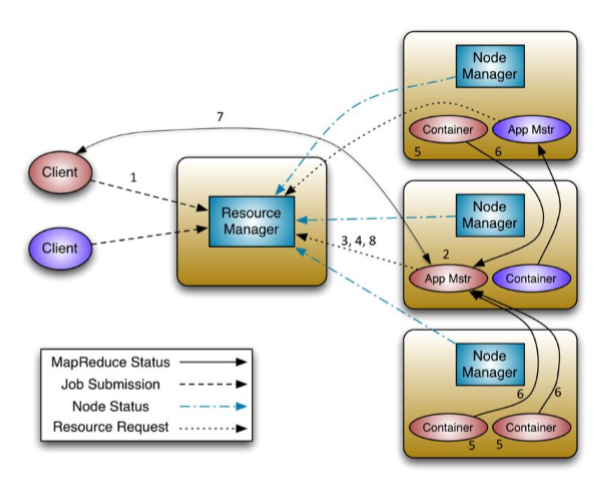 Node
Manager
Container
App Mstr
5
6
7
Client
1
Resource
Manager
Client
3, 4, 8
Node
Manager
2
App Mstr
Container
Node
Manager
6
6
Container
Container
5
5
MapReduce Status
Job Submission
Node Status
Resource Request